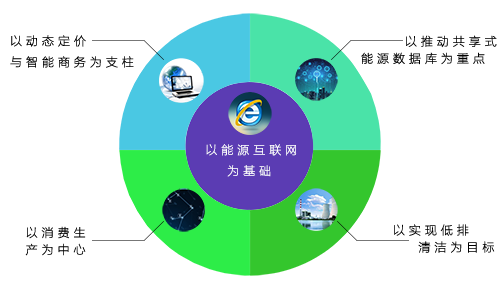 以动态定价
与智能商务为支柱
以推动共享式
能源数据库为重点
以能源互联网
为基础
以消费生
产为中心
以实现低排
清洁为目标